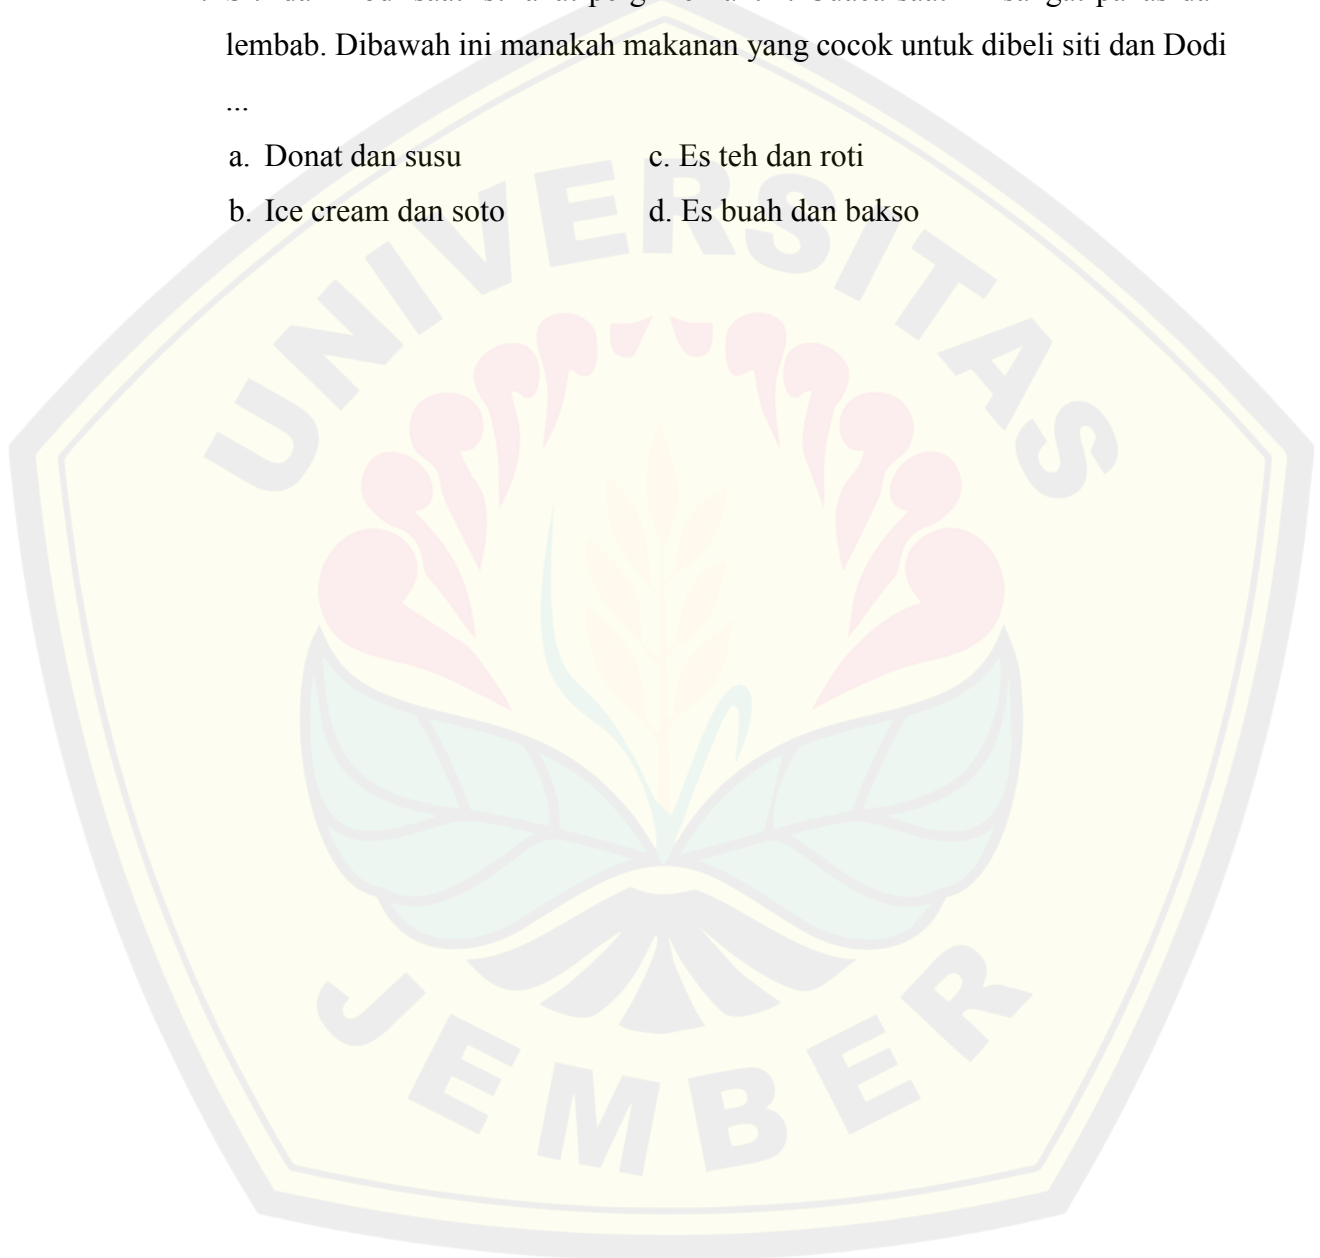 lembab. Dibawah ini manakah makanan yang cocok untuk dibeli siti dan Dodi
...
a. Donat dan susu
c. Es teh dan roti
b. Ice cream dan soto
d. Es buah dan bakso
UNIVERSITAS
JEMBER